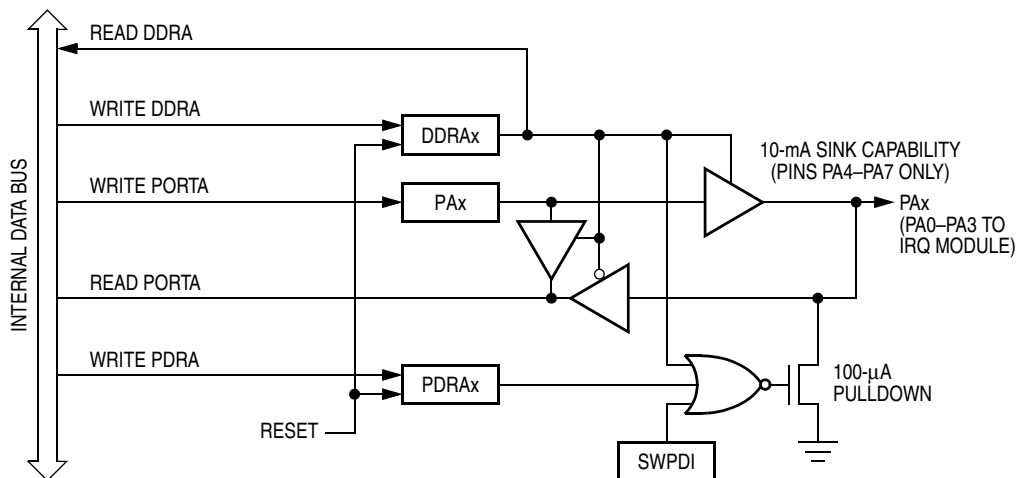 READ DDRA
WRITE DDRA
DDRAx
10-mA SINK CAPABILITY
(PINS PA4–PA7 ONLY)
WRITE PORTA
PAx
PAx
(PA0–PA3 TO
IRQ MODULE)
INTERNAL DATA BUS
READ PORTA
WRITE PDRA
PDRAx
100-μA
PULLDOWN
RESET
SWPDI